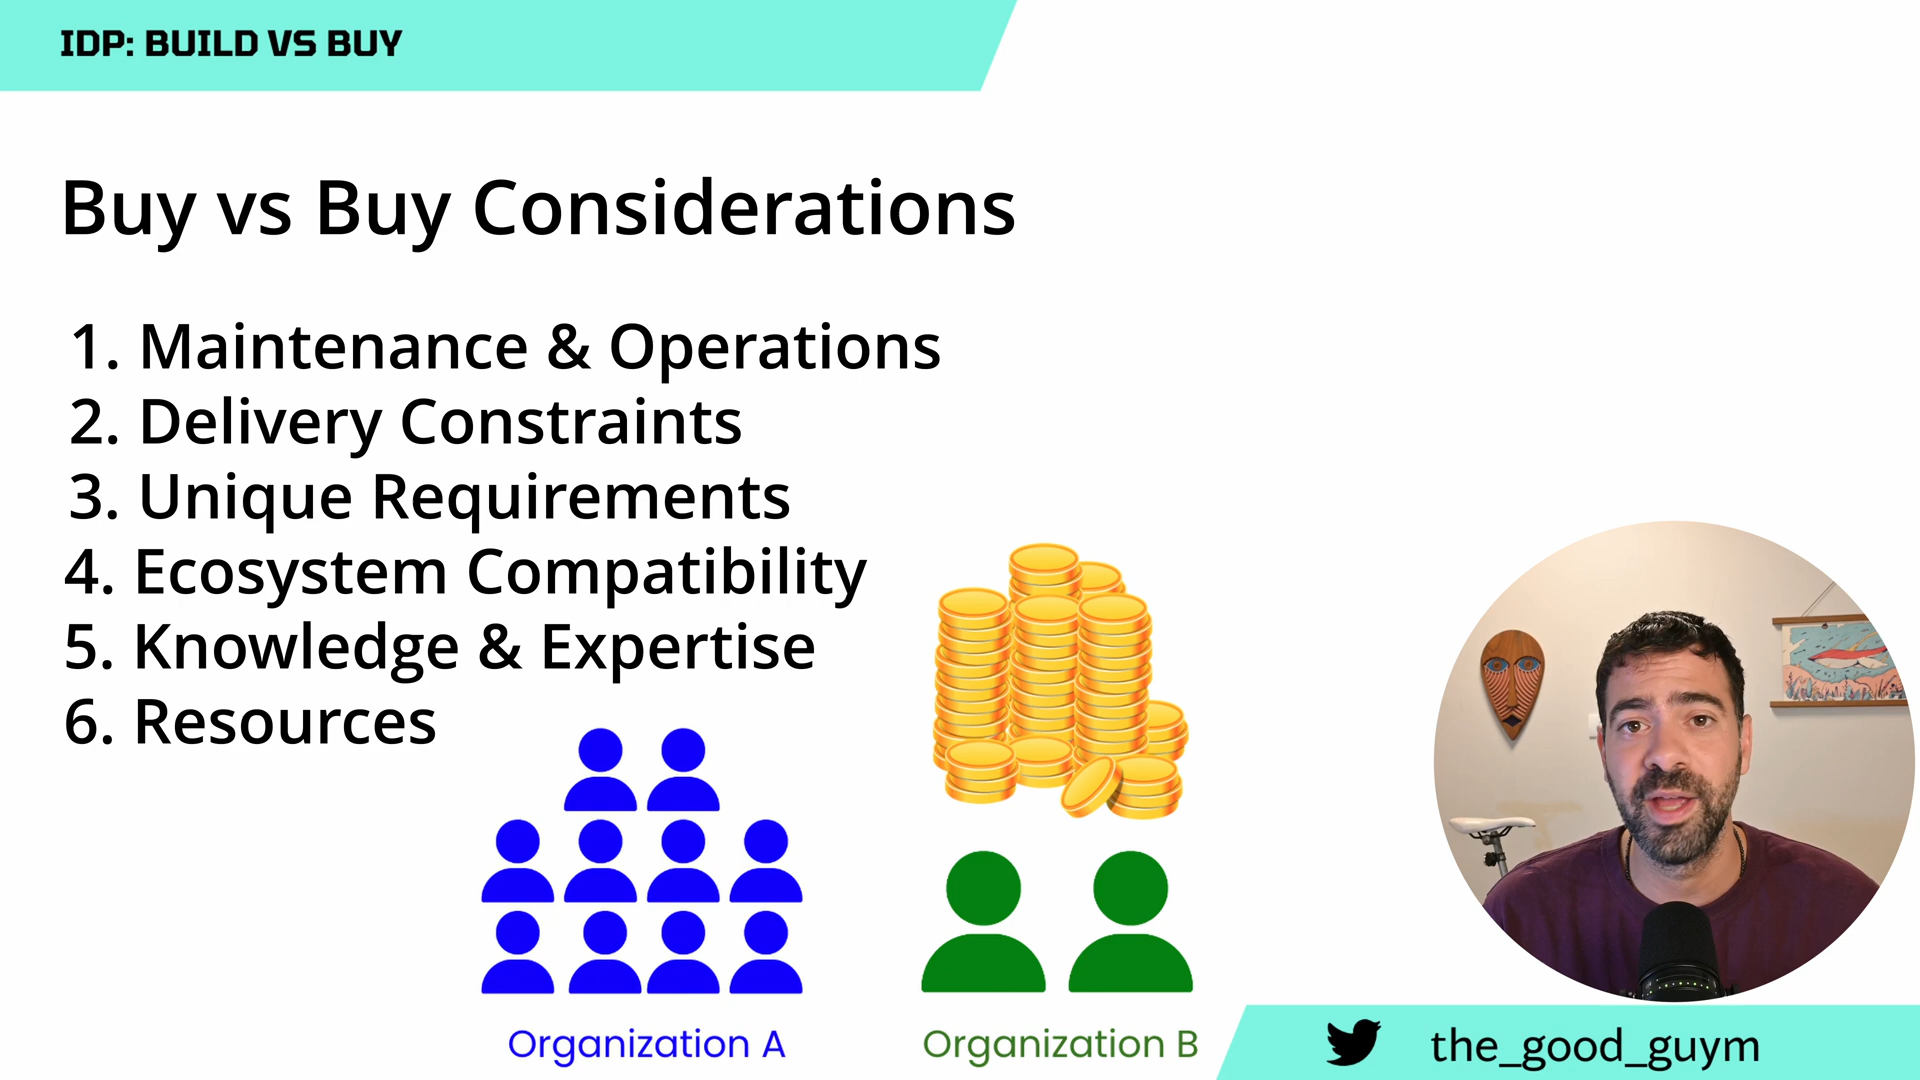 IDP: BUILD VS BUY
Buy vs Buy Considerations
1. Maintenance & Operations
2. Delivery Constraints
3. Unique Requirements
4. Ecosystem Compatibility
5. Knowledge & Expertise
6. Resources
Organization A
Organization B
the_good_guym